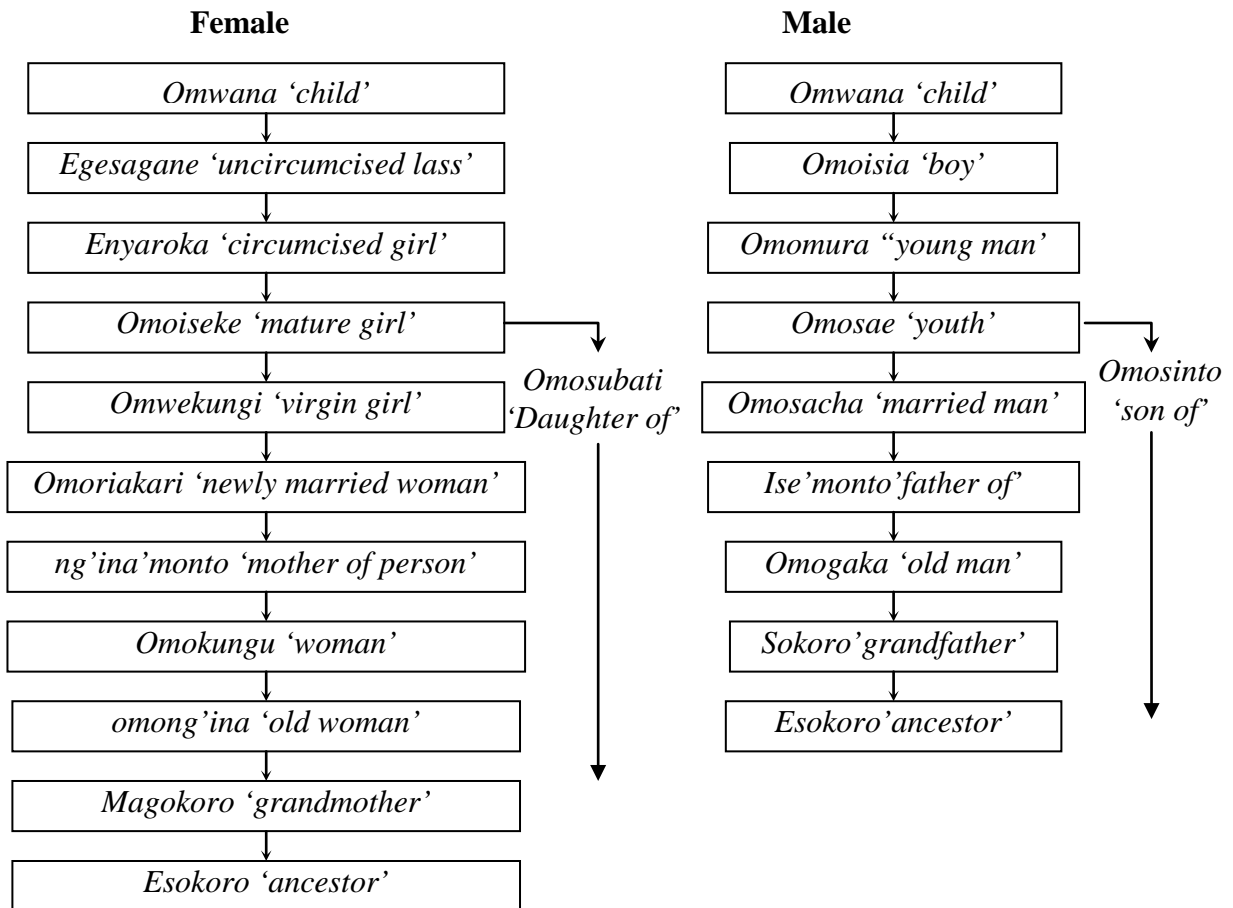 Female
Omwana ‘child’
Egesagane ‘uncircumcised lass’
Enyaroka ‘circumcised girl’
Omoiseke ‘mature girl’
Omwekungi ‘virgin girl’
Omoriakari ‘newly married woman’
ng’ina’monto ‘mother of person’
Omokungu ‘woman’
omong’ina ‘old woman’
Magokoro ‘grandmother’
Esokoro ‘ancestor’
Omosubati
‘Daughter of’
Male
Omwana ‘child’
Omoisia ‘boy’
Omomura “young man’
Omosae ‘youth’
Omosacha ‘married man’
Ise’monto’father of’
Omogaka ‘old man’
Sokoro’grandfather’
Esokoro’ancestor’
Omosinto
‘son of’